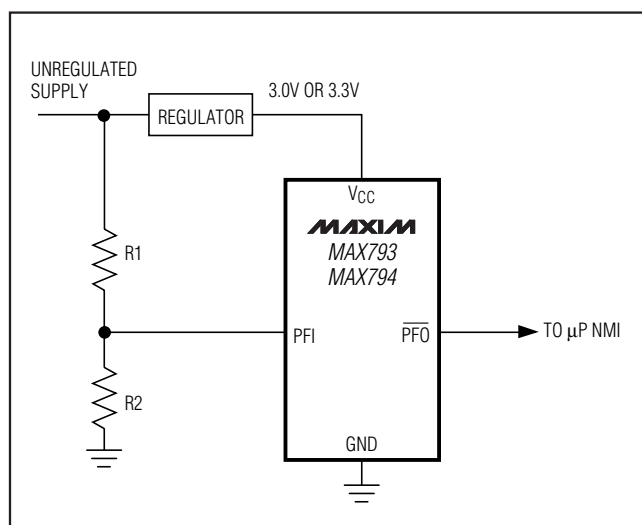 UNREGULATED
SUPPLY
3.0V OR 3.3V
REGULATOR
VCC
MAXIM
MAX793
MAX794
R1
PFI
P̅F̅O̅
TO μP NMI
R2
GND